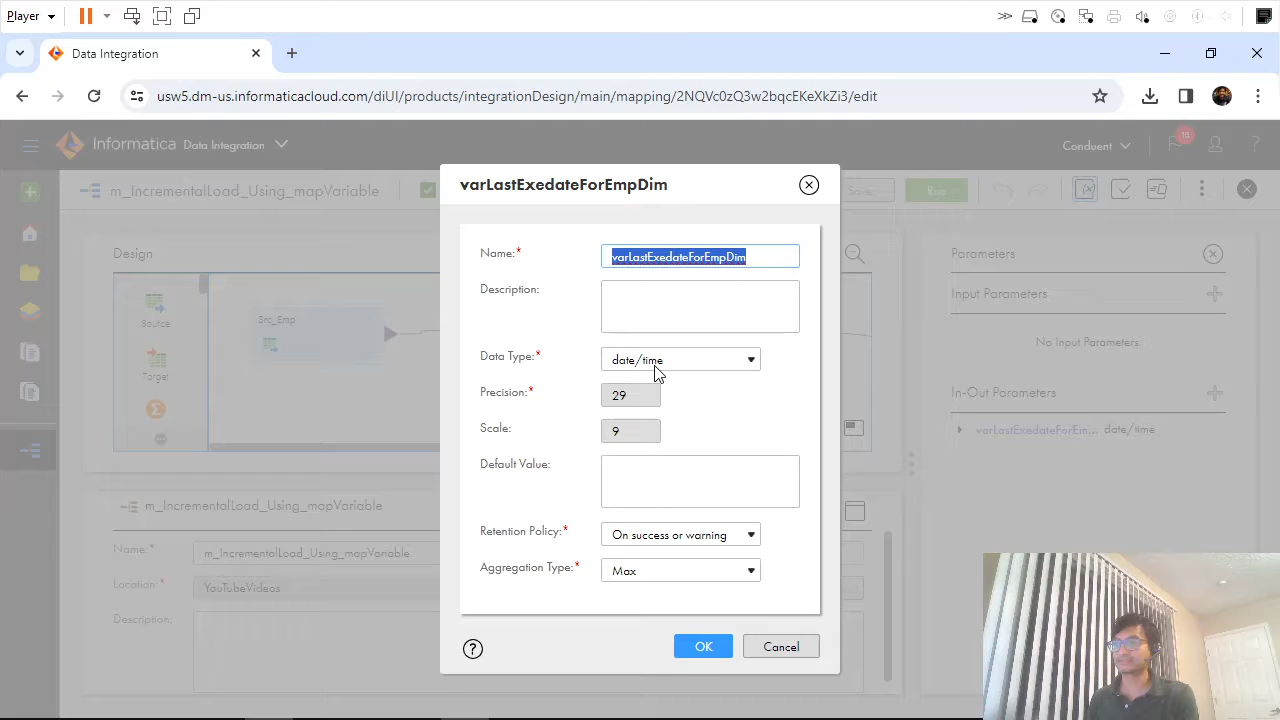 Player
Data Integration
usw5.dm-us.informaticacloud.com/diUI/products/integrationDesign/main/mapping/2NQVc0zQ3w2bqcEKeXkZi3/edit
Informatica Data Integration
Conduent
15
m_IncrementalLoad_Using_mapVariable
Save
Run
Design
Source
Target
Src_Emp
Parameters
Input Parameters
No Input Parameters.
In-Out Parameters
varLastExedateForEm... date/time
varLastExedateForEmpDim
Name:* varLastExedateForEmpDim
Description:
Data Type:* date/time
Precision:* 29
Scale: 9
Default Value:
Retention Policy:* On success or warning
Aggregation Type:* Max
OK
Cancel
m_IncrementalLoad_Using_mapVariable
Name:* m_IncrementalLoad_Using_mapVariable
Location:* YouTubeVideos
Description: